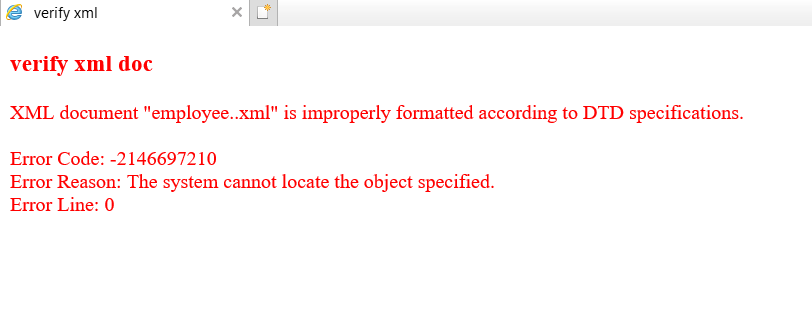 verify xml
verify xml doc
XML document "employee..xml" is improperly formatted according to DTD specifications.
Error Code: -2146697210
Error Reason: The system cannot locate the object specified.
Error Line: 0